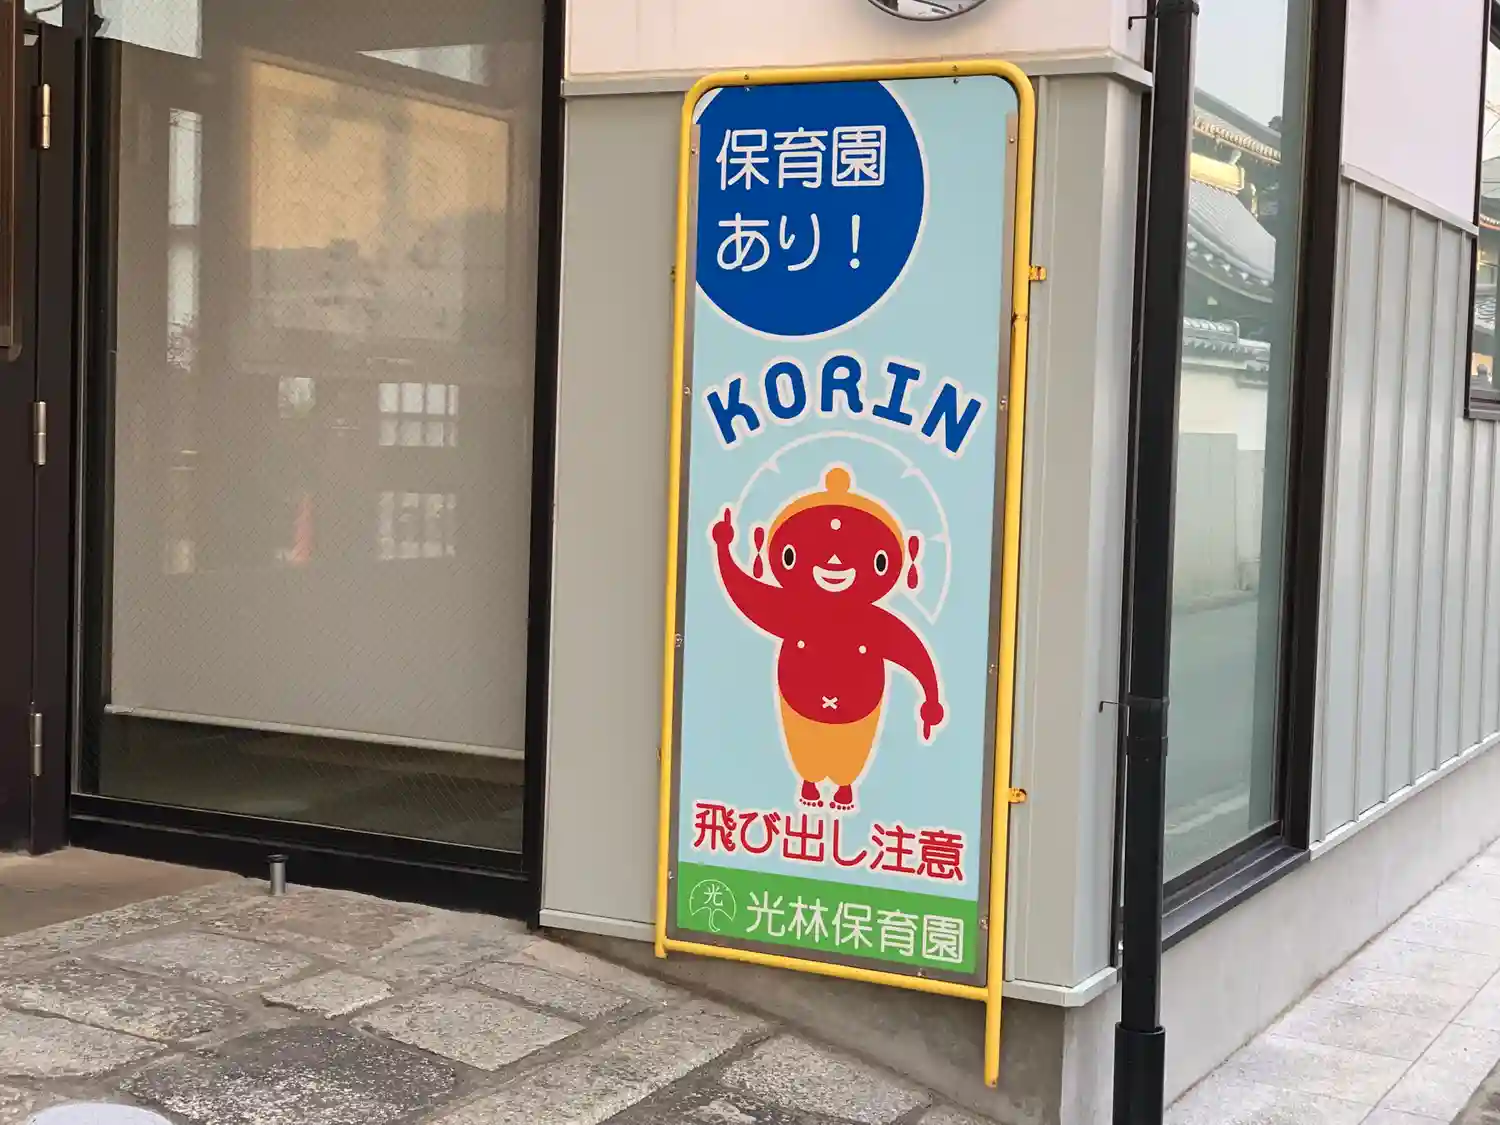 保育園
あり！
KORIN
飛び出し注意
光
光林保育園